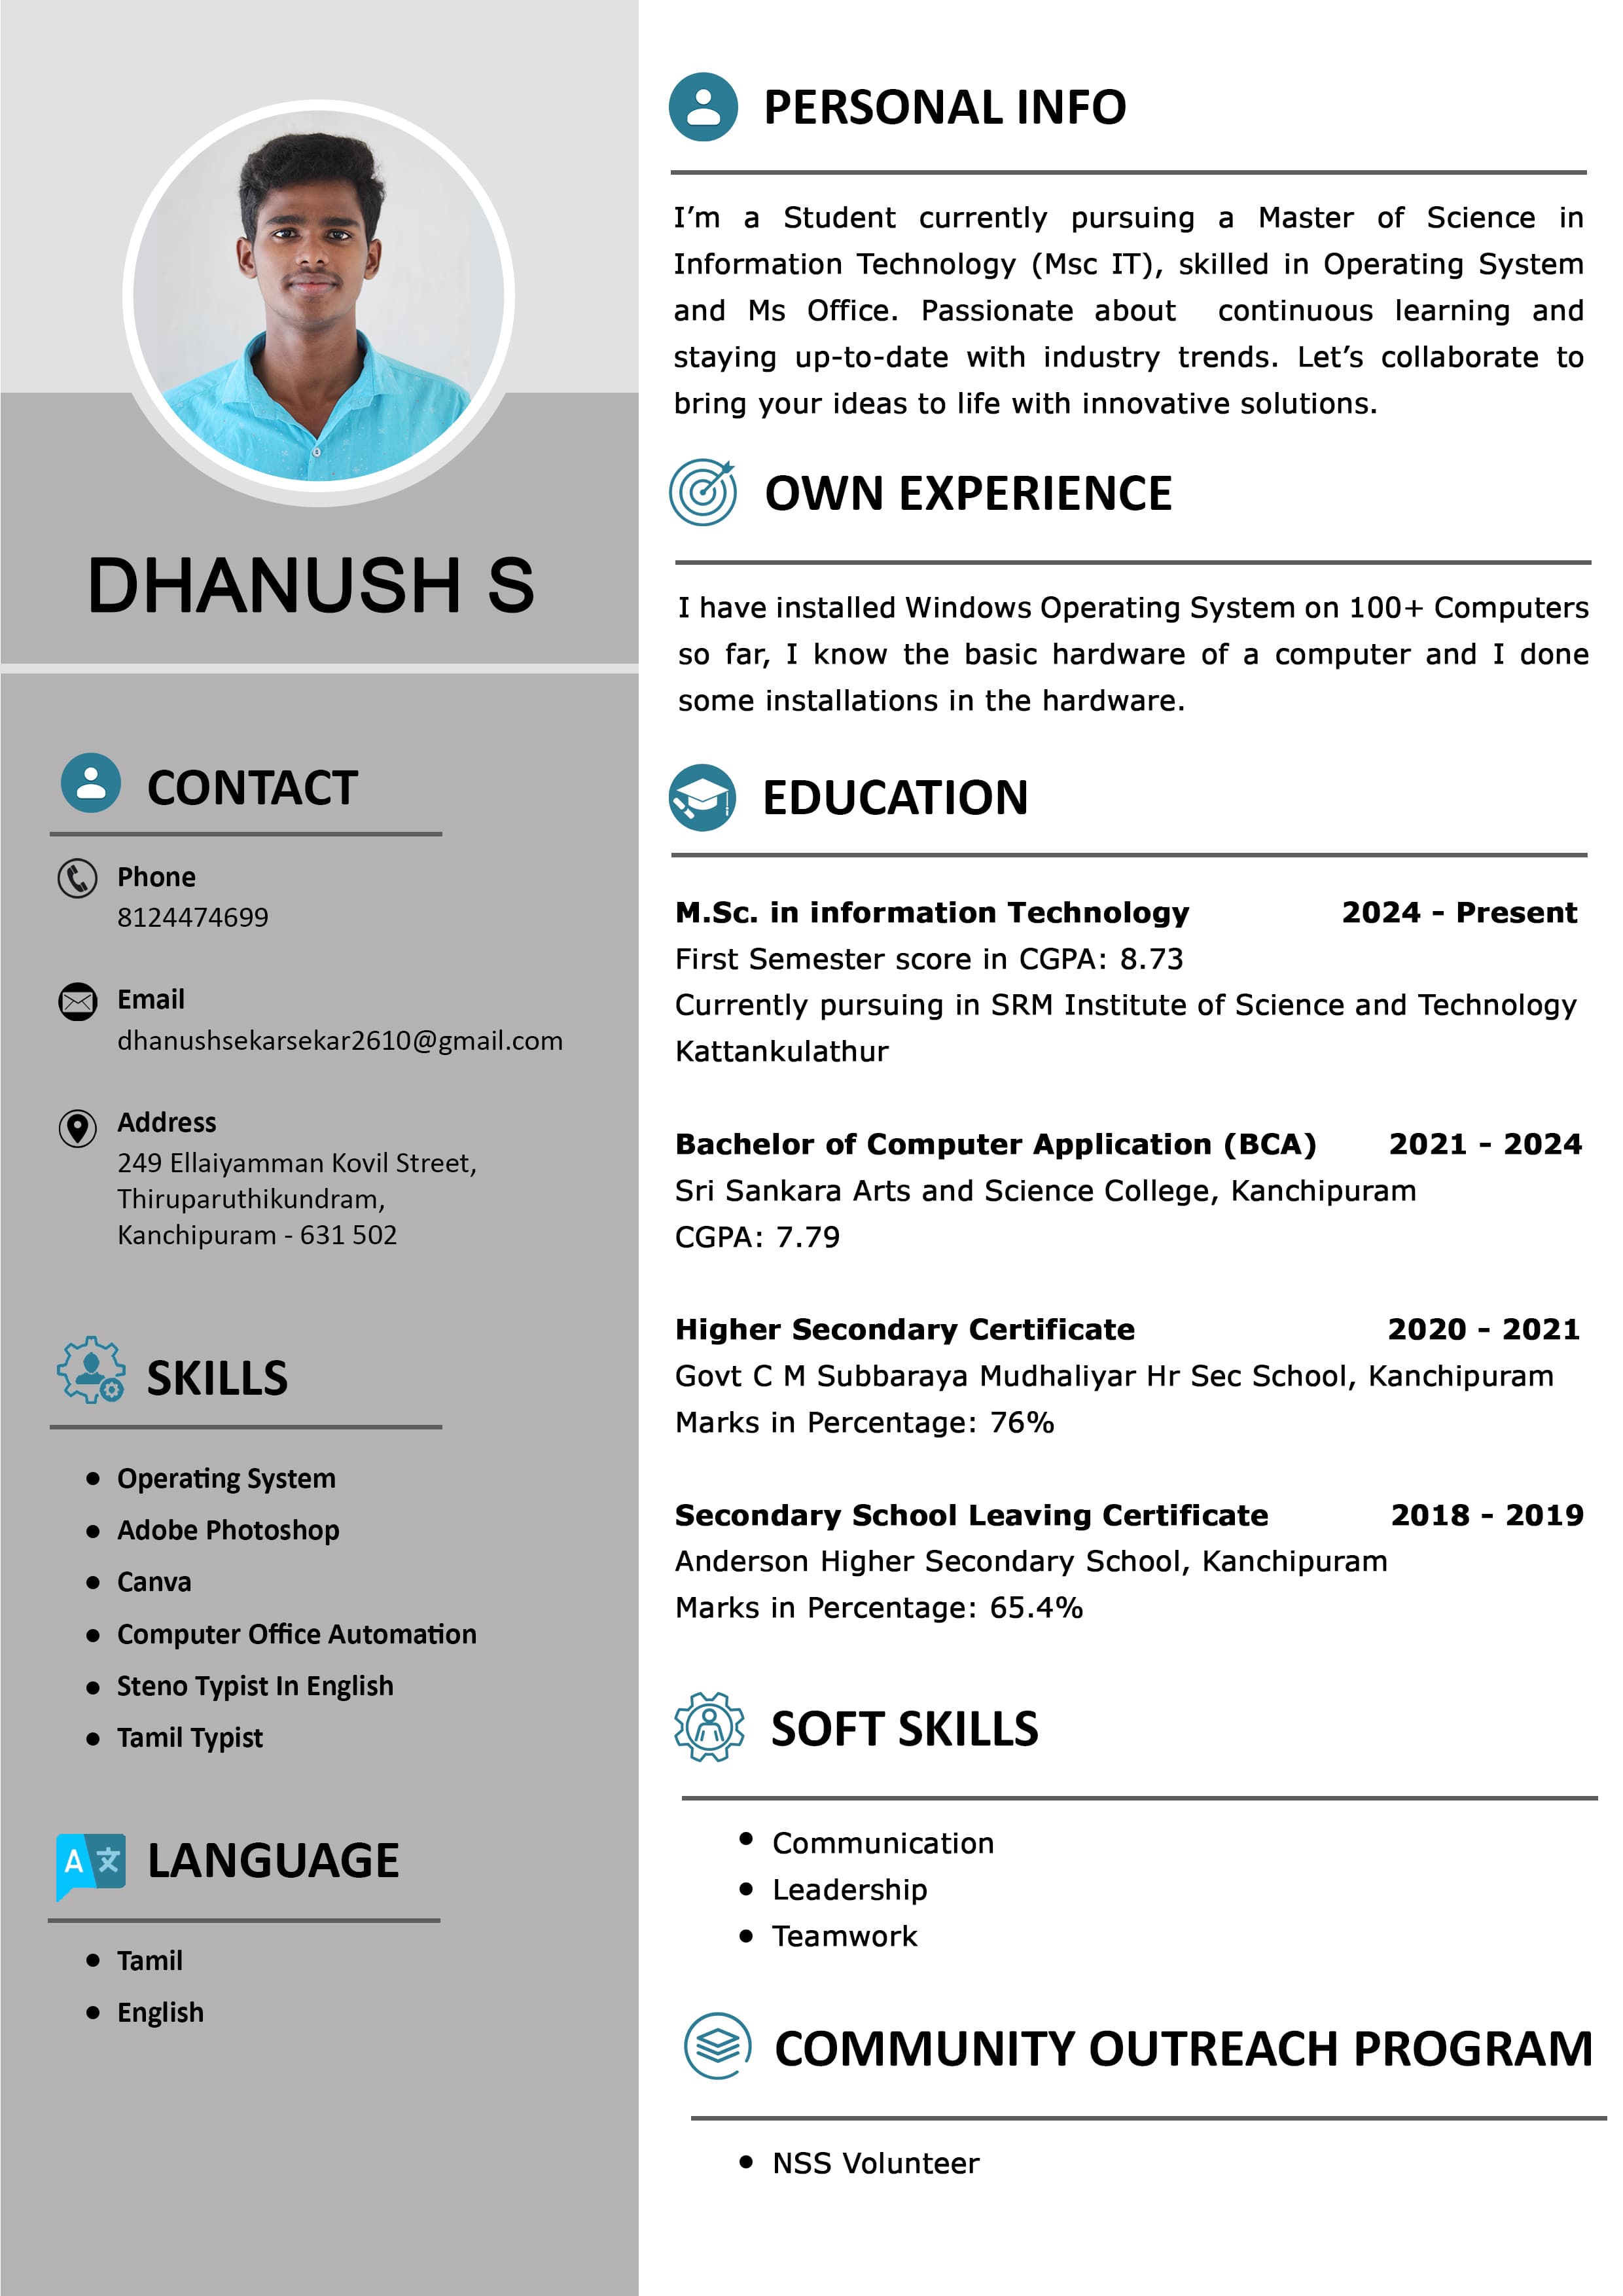 DHANUSH S
CONTACT
Phone
8124474699
Email
dhanushsekarsekar2610@gmail.com
Address
249 Ellaiyamman Kovil Street,
Thiruparuthikundram,
Kanchipuram - 631 502
SKILLS
Operating System
Adobe Photoshop
Canva
Computer Office Automation
Steno Typist In English
Tamil Typist
A 文
LANGUAGE
Tamil
English
PERSONAL INFO
I’m a Student currently pursuing a Master of Science in
Information Technology (Msc IT), skilled in Operating System
and Ms Office. Passionate about continuous learning and
staying up-to-date with industry trends. Let’s collaborate to
bring your ideas to life with innovative solutions.
OWN EXPERIENCE
I have installed Windows Operating System on 100+ Computers
so far, I know the basic hardware of a computer and I done
some installations in the hardware.
EDUCATION
M.Sc. in information Technology 2024 - Present
First Semester score in CGPA: 8.73
Currently pursuing in SRM Institute of Science and Technology
Kattankulathur
Bachelor of Computer Application (BCA) 2021 - 2024
Sri Sankara Arts and Science College, Kanchipuram
CGPA: 7.79
Higher Secondary Certificate 2020 - 2021
Govt C M Subbaraya Mudhaliyar Hr Sec School, Kanchipuram
Marks in Percentage: 76%
Secondary School Leaving Certificate 2018 - 2019
Anderson Higher Secondary School, Kanchipuram
Marks in Percentage: 65.4%
SOFT SKILLS
Communication
Leadership
Teamwork
COMMUNITY OUTREACH PROGRAM
NSS Volunteer